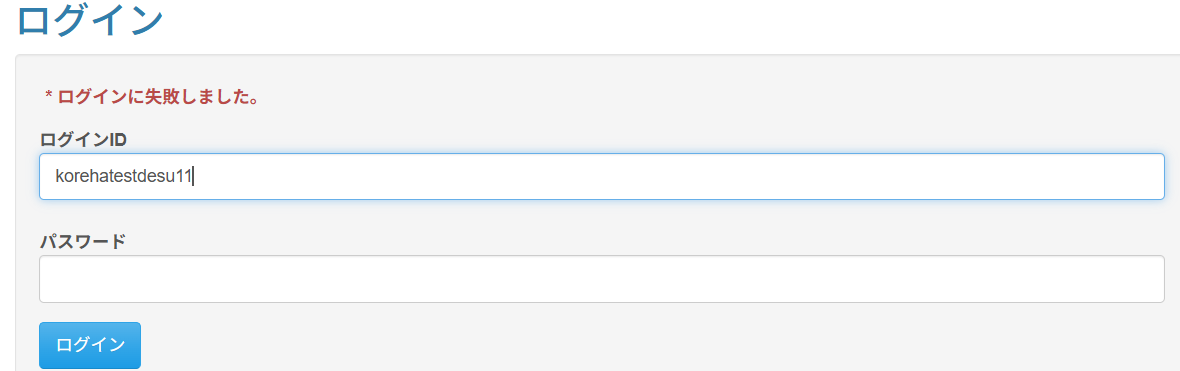 ログイン
* ログインに失敗しました。
ログインID
korehatestdesu11
パスワード
ログイン